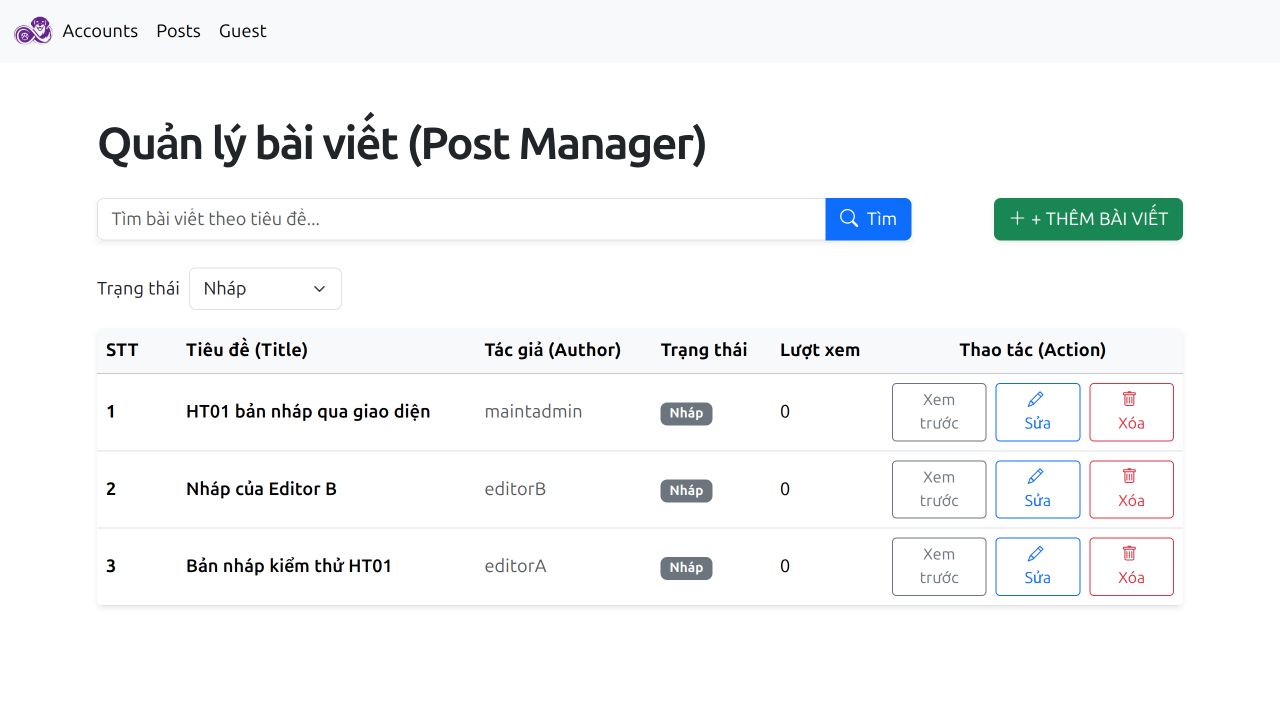 Accounts Posts Guest
Quản lý bài viết (Post Manager)
Tìm bài viết theo tiêu đề...
Tìm
+ + THÊM BÀI VIẾT
Trạng thái
Nháp
STT Tiêu đề (Title) Tác giả (Author) Trạng thái Lượt xem Thao tác (Action)
1 HT01 bản nháp qua giao diện maintadmin Nháp 0 Xem trước Sửa Xóa
2 Nháp của Editor B editorB Nháp 0 Xem trước Sửa Xóa
3 Bản nháp kiểm thử HT01 editorA Nháp 0 Xem trước Sửa Xóa